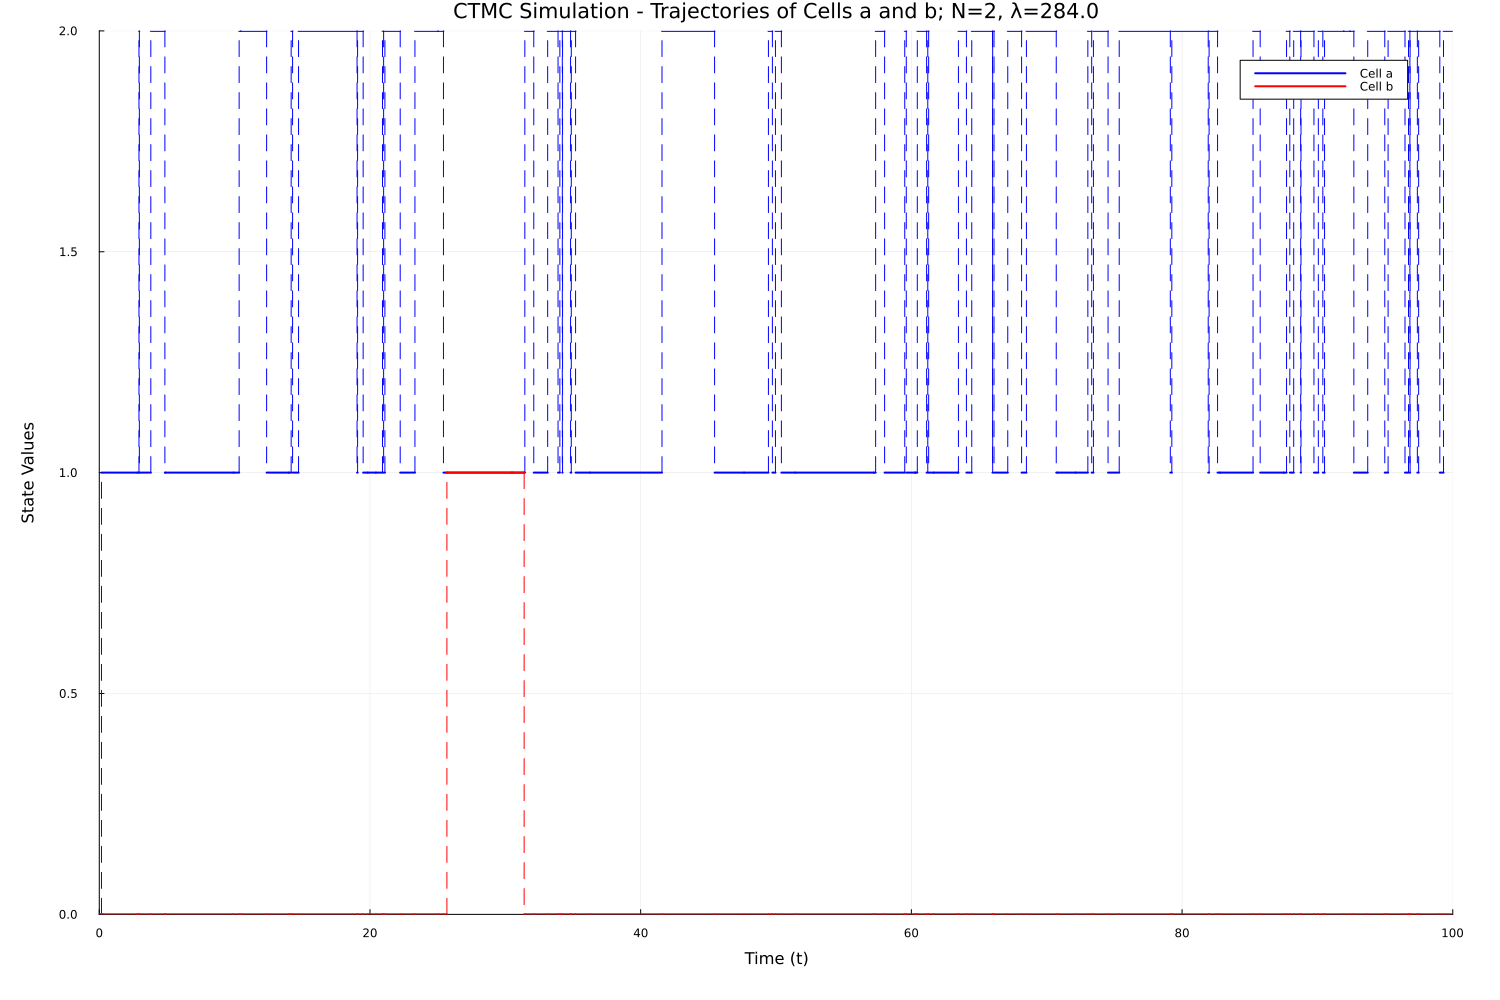 CTMC Simulation - Trajectories of Cells a and b; N=2, λ=284.0
2.0
Cell a
Cell b
1.5
State Values
1.0
0.5
0.0
0 20 40 60 80 100
Time (t)